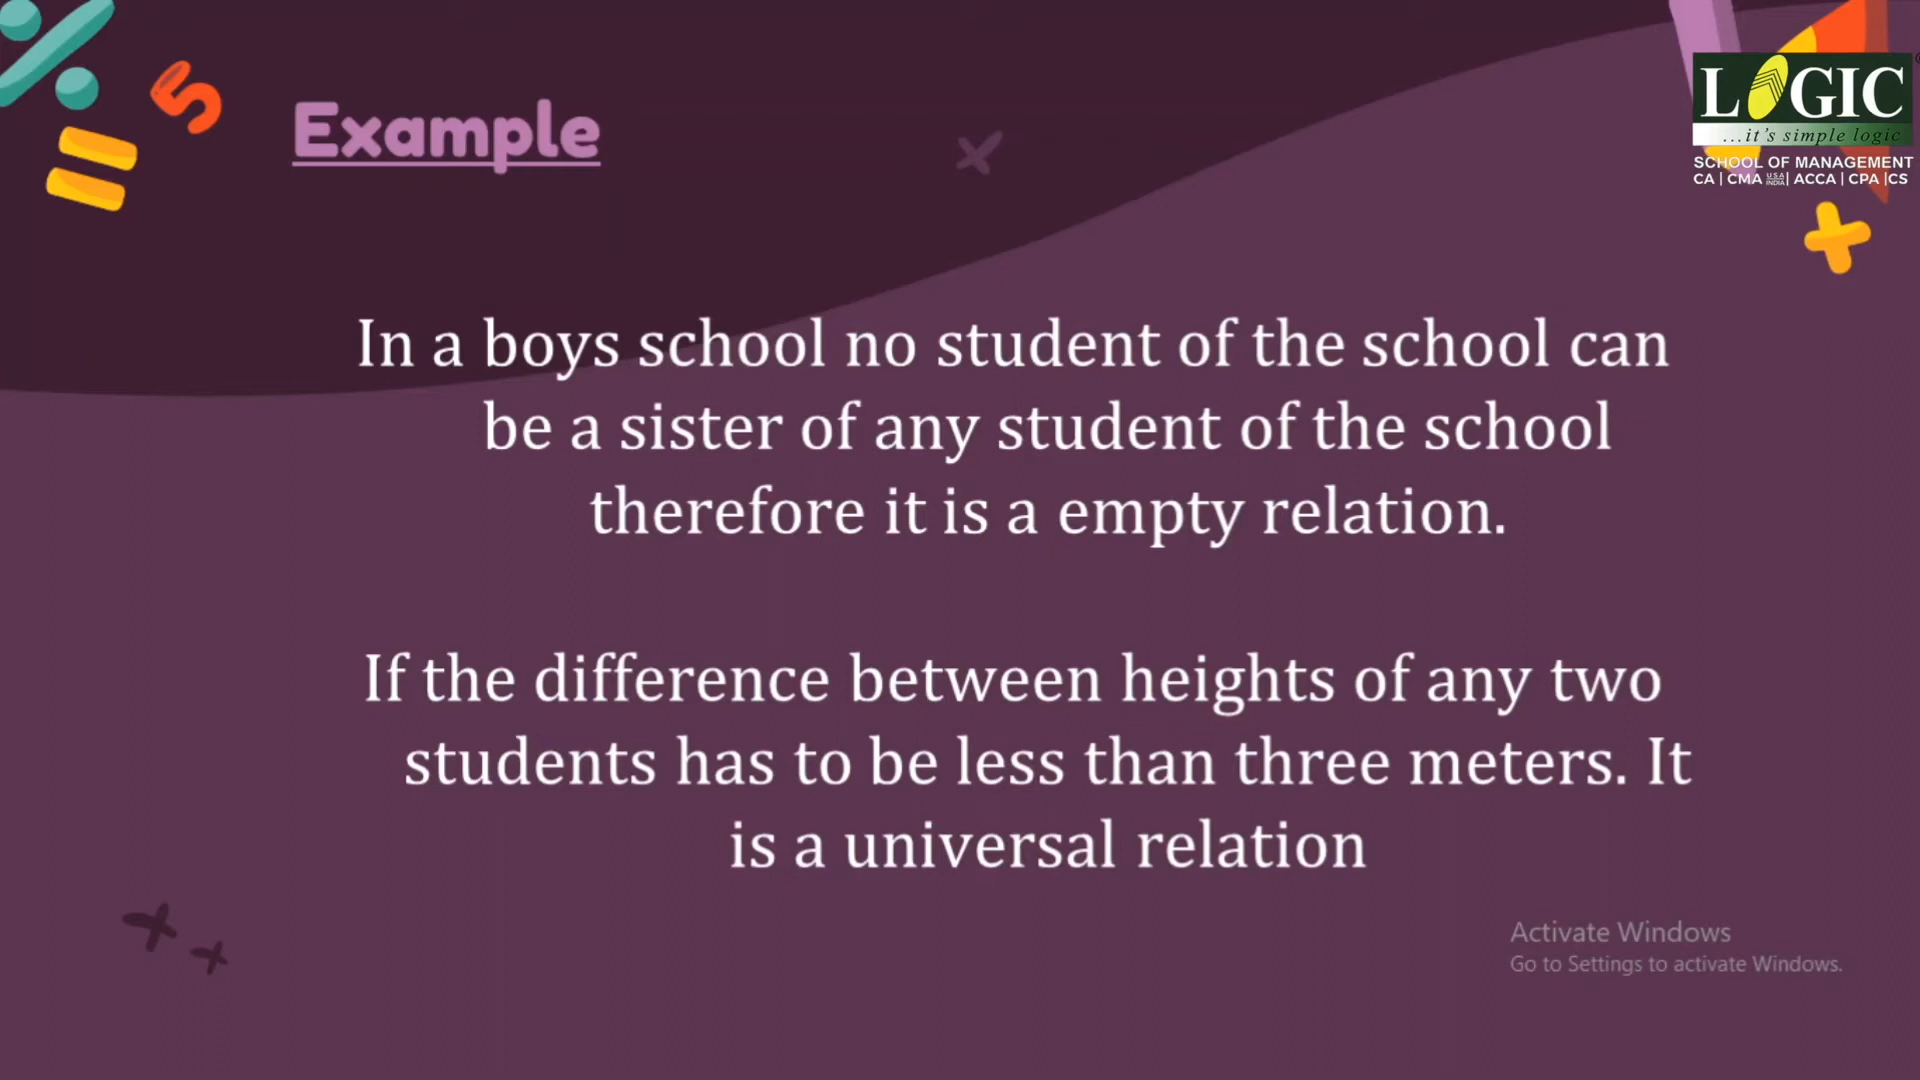 5
Example
LOGIC
...it's simple logic
SCHOOL OF MANAGEMENT
CA | CMA USA INDIA | ACCA | CPA |CS
In a boys school no student of the school can
be a sister of any student of the school
therefore it is a empty relation.
If the difference between heights of any two
students has to be less than three meters. It
is a universal relation
Activate Windows
Go to Settings to activate Windows.